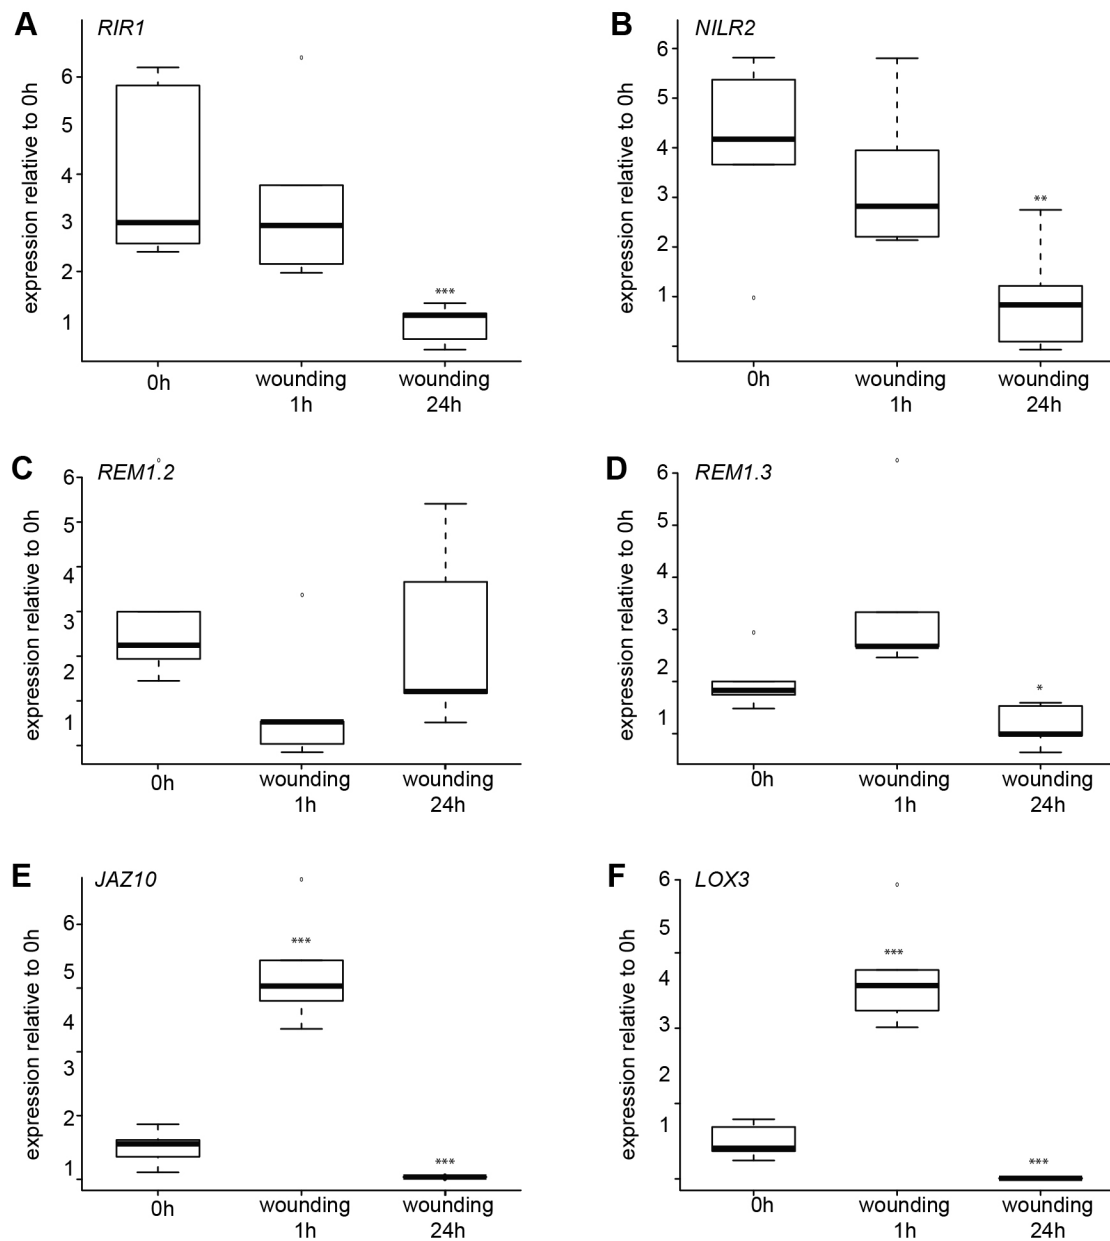 A RIR1
expression relative to 0h
6
5
4
3
2
1
***
0h
wounding
1h
wounding
24h
B NILR2
expression relative to 0h
6
5
4
3
2
1
**
0h
wounding
1h
wounding
24h
C REM1.2
expression relative to 0h
6
5
4
3
2
1
0h
wounding
1h
wounding
24h
D REM1.3
expression relative to 0h
6
5
4
3
2
1
*
0h
wounding
1h
wounding
24h
E JAZ10
expression relative to 0h
6
5
4
3
2
1
***
***
0h
wounding
1h
wounding
24h
F LOX3
expression relative to 0h
6
5
4
3
2
1
***
***
0h
wounding
1h
wounding
24h